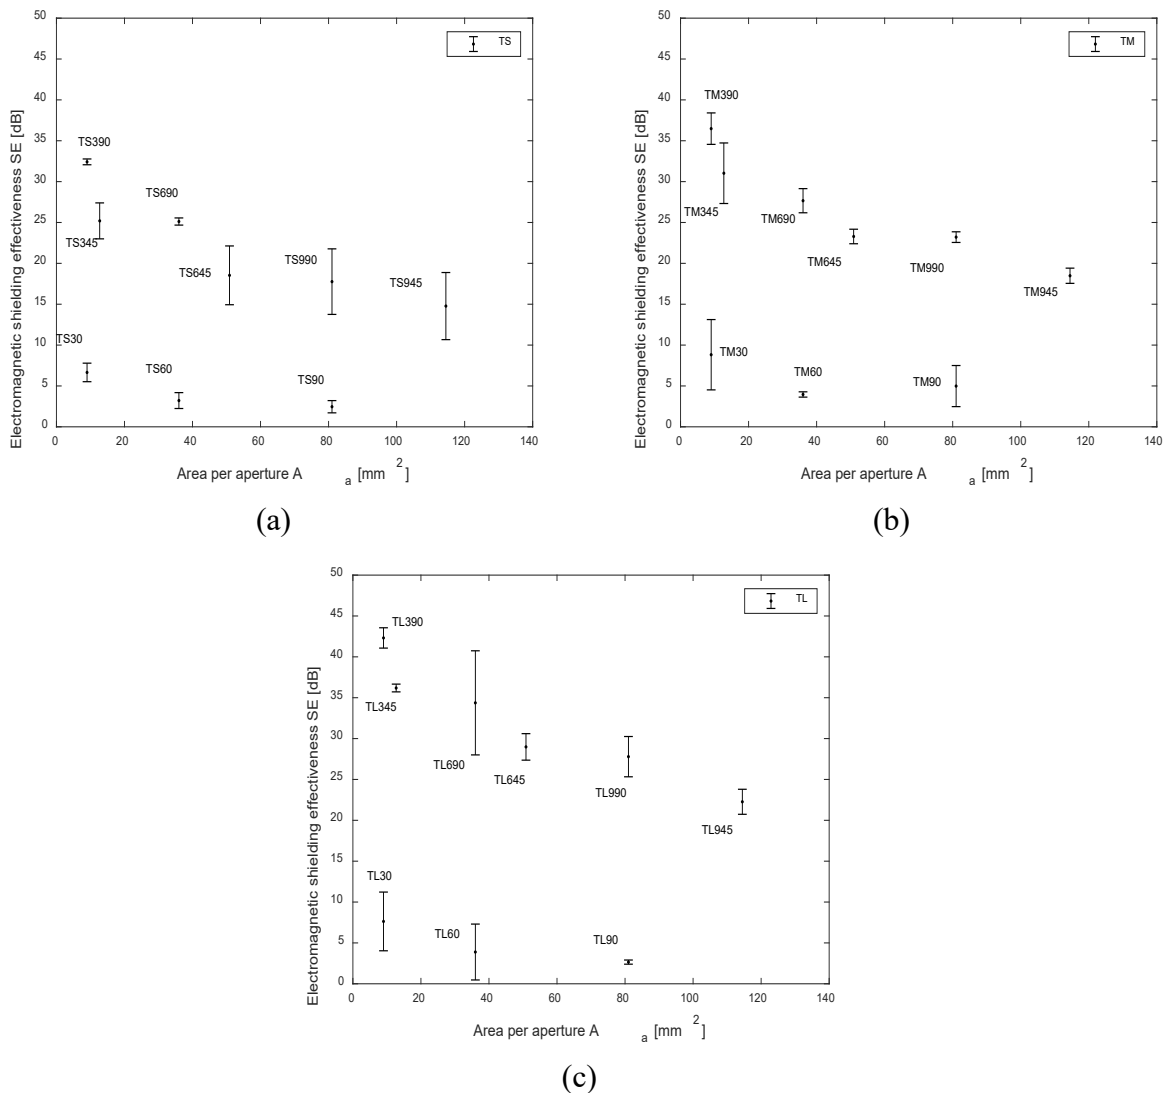 50
45
40
35
30
25
20
15
10
5
0
Electromagnetic shielding effectiveness SE [dB]
TS
TS390
TS690
TS345
TS645
TS990
TS945
TS30
TS60
TS90
0 20 40 60 80 100 120 140
Area per aperture A a [mm 2 ]
(a)
50
45
40
35
30
25
20
15
10
5
0
Electromagnetic shielding effectiveness SE [dB]
TM
TM390
TM345
TM690
TM645
TM990
TM945
TM30
TM60
TM90
0 20 40 60 80 100 120 140
Area per aperture A a [mm 2 ]
(b)
50
45
40
35
30
25
20
15
10
5
0
Electromagnetic shielding effectiveness SE [dB]
TL
TL390
TL345
TL690
TL645
TL990
TL945
TL30
TL60
TL90
0 20 40 60 80 100 120 140
Area per aperture A a [mm 2 ]
(c)